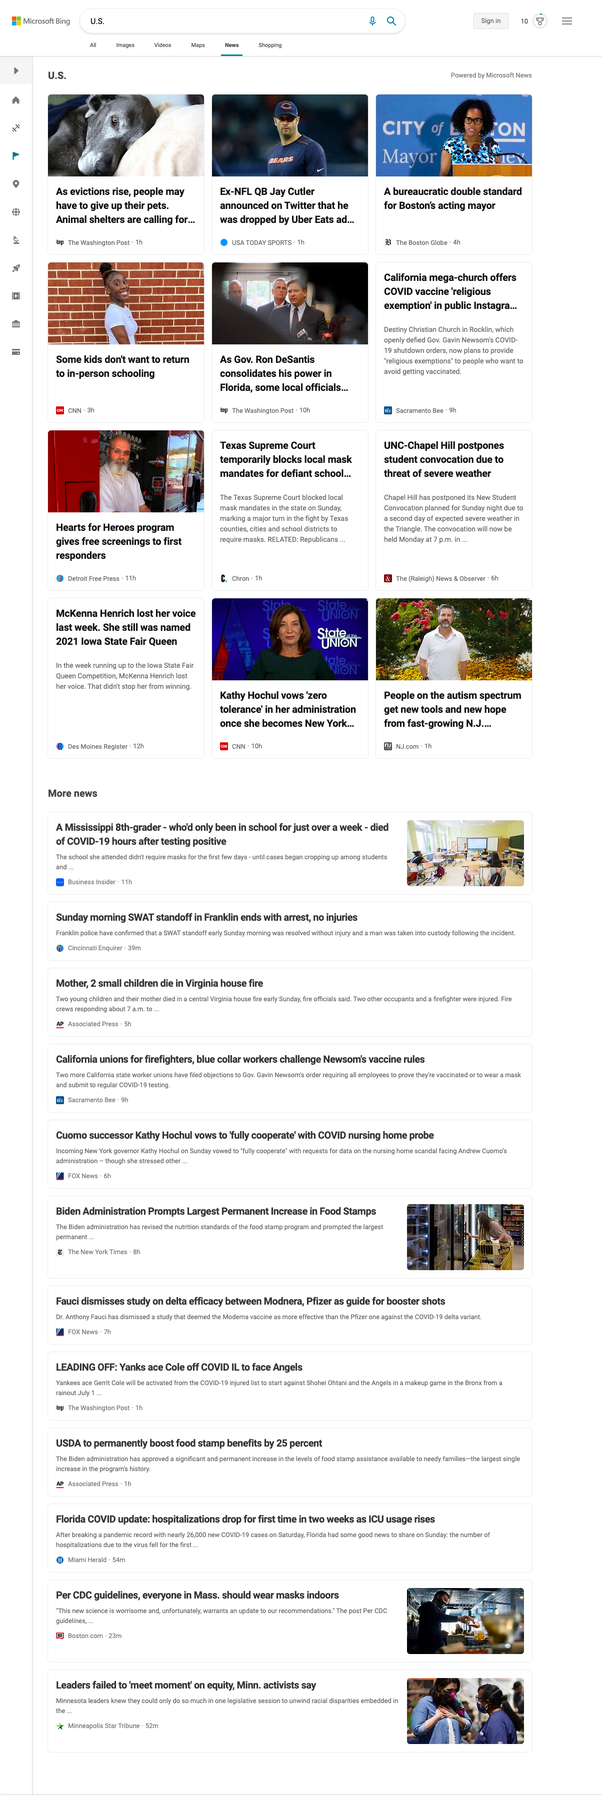 Microsoft Bing
U.S.
Sign in
10
All
Images
Videos
Maps
News
Shopping
U.S.
Powered by Microsoft News
As evictions rise, people may
have to give up their pets.
Animal shelters are calling for...
The Washington Post · 1h
BEARS
Ex-NFL QB Jay Cutler
announced on Twitter that he
was dropped by Uber Eats ad...
USA TODAY SPORTS · 1h
CITY of
Mayor
A bureaucratic double standard
for Boston's acting mayor
The Boston Globe · 4h
Some kids don't want to return
to in-person schooling
CNN · 3h
As Gov. Ron DeSantis
consolidates his power in
Florida, some local officials...
The Washington Post · 10h
California mega-church offers
COVID vaccine 'religious
exemption' in public Instagra...
Destiny Christian Church in Rocklin, which
openly defied Gov. Gavin Newsom's COVID-
19 shutdown orders, now plans to provide
"religious exemptions" to people who want to
avoid getting vaccinated.
Sacramento Bee · 9h
Hearts for Heroes program
gives free screenings to first
responders
Detroit Free Press · 11h
Texas Supreme Court
temporarily blocks local mask
mandates for defiant school...
The Texas Supreme Court blocked local
mask mandates in the state on Sunday,
marking a major turn in the fight by Texas
counties, cities and school districts to
require masks. RELATED: Republicans ...
Chron · 1h
UNC-Chapel Hill postpones
student convocation due to
threat of severe weather
Chapel Hill has postponed its New Student
Convocation planned for Sunday night due to
a second day of expected severe weather in
the Triangle. The convocation will now be
held Monday at 7 p.m. in ...
The (Raleigh) News & Observer · 6h
McKenna Henrich lost her voice
last week. She still was named
2021 Iowa State Fair Queen
In the week running up to the Iowa State Fair
Queen Competition, McKenna Henrich lost
her voice. That didn't stop her from winning.
Des Moines Register · 12h
State
UNION
State
UNION
Kathy Hochul vows 'zero
tolerance' in her administration
once she becomes New York...
CNN · 10h
People on the autism spectrum
get new tools and new hope
from fast-growing N.J....
NJ.com · 1h
More news
A Mississippi 8th-grader - who'd only been in school for just over a week - died
of COVID-19 hours after testing positive
The school she attended didn't require masks for the first few days - until cases began cropping up among students
and ...
Business Insider · 11h
Sunday morning SWAT standoff in Franklin ends with arrest, no injuries
Franklin police have confirmed that a SWAT standoff early Sunday morning was resolved without injury and a man was taken into custody following the incident.
Cincinnati Enquirer · 39m
Mother, 2 small children die in Virginia house fire
Two young children and their mother died in a central Virginia house fire early Sunday, fire officials said. Two other occupants and a firefighter were injured. Fire
crews responding about 7 a.m. to ...
AP Associated Press · 5h
California unions for firefighters, blue collar workers challenge Newsom's vaccine rules
Two more California state worker unions have filed objections to Gov. Gavin Newsom's order requiring all employees to prove they're vaccinated or to wear a mask
and submit to regular COVID-19 testing.
Sacramento Bee · 9h
Cuomo successor Kathy Hochul vows to 'fully cooperate' with COVID nursing home probe
Incoming New York governor Kathy Hochul on Sunday vowed to "fully cooperate" with requests for data on the nursing home scandal facing Andrew Cuomo's
administration – though she stressed other ...
FOX News · 6h
Biden Administration Prompts Largest Permanent Increase in Food Stamps
The Biden administration has revised the nutrition standards of the food stamp program and prompted the largest
permanent ...
The New York Times · 8h
Fauci dismisses study on delta efficacy between Modnera, Pfizer as guide for booster shots
Dr. Anthony Fauci has dismissed a study that deemed the Moderna vaccine as more effective than the Pfizer one against the COVID-19 delta variant.
FOX News · 7h
LEADING OFF: Yanks ace Cole off COVID IL to face Angels
Yankees ace Gerrit Cole will be activated from the COVID-19 injured list to start against Shohei Ohtani and the Angels in a makeup game in the Bronx from a
rainout July 1 ...
The Washington Post · 1h
USDA to permanently boost food stamp benefits by 25 percent
The Biden administration has approved a significant and permanent increase in the levels of food stamp assistance available to needy families—the largest single
increase in the program's history.
AP Associated Press · 1h
Florida COVID update: hospitalizations drop for first time in two weeks as ICU usage rises
After breaking a pandemic record with nearly 26,000 new COVID-19 cases on Saturday, Florida had some good news to share on Sunday: the number of
hospitalizations due to the virus fell for the first ...
Miami Herald · 54m
Per CDC guidelines, everyone in Mass. should wear masks indoors
"This new science is worrisome and, unfortunately, warrants an update to our recommendations." The post Per CDC
guidelines, ...
Boston.com · 23m
Leaders failed to 'meet moment' on equity, Minn. activists say
Minnesota leaders knew they could only do so much in one legislative session to unwind racial disparities embedded in
the ...
Minneapolis Star Tribune · 52m